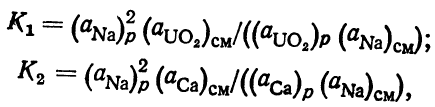 K₁ = (a_Na)²_p (a_UO₂)_см/((a_UO₂)_p (a_Na)_см);
K₂ = (a_Na)²_p (a_Ca)_см/((a_Ca)_p (a_Na)_см),